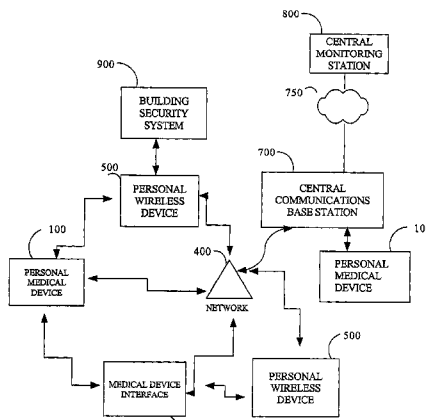 800
CENTRAL
MONITORING
STATION
900
750
BUILDING
SECURITY
SYSTEM
700
500
PERSONAL
WIRELESS
DEVICE
CENTRAL
COMMUNICATIONS
BASE STATION
100
400
10
PERSONAL
MEDICAL
DEVICE
PERSONAL
MEDICAL
DEVICE
NETWORK
500
MEDICAL DEVICE
INTERFACE
PERSONAL
WIRELESS
DEVICE